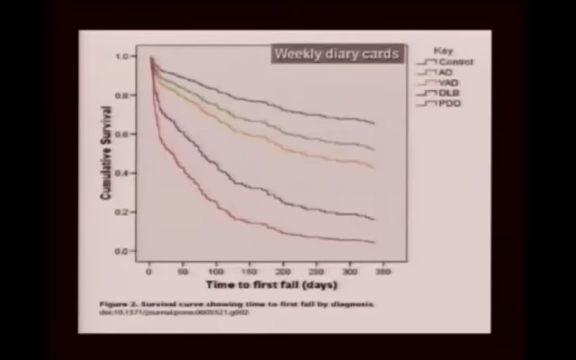 Weekly diary cards
Key
Control
AD
VAD
DLB
PDD
1.0
0.8
0.6
0.4
0.2
0.0
Cumulative Survival
0 50 100 150 200 250 300 350
Time to first fall (days)
Figure 2. Survival curve showing time to first fall by diagnosis.